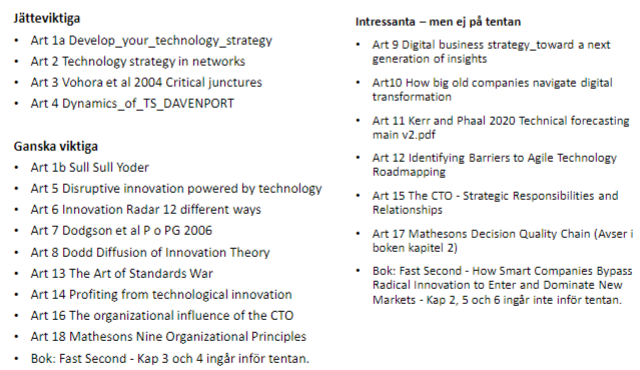 Jätteviktiga
• Art 1a Develop_your_technology_strategy
• Art 2 Technology strategy in networks
• Art 3 Vohora et al 2004 Critical junctures
• Art 4 Dynamics_of_TS_DAVENPORT
Ganska viktiga
• Art 1b Sull Sull Yoder
• Art 5 Disruptive innovation powered by technology
• Art 6 Innovation Radar 12 different ways
• Art 7 Dodgson et al P o PG 2006
• Art 8 Dodd Diffusion of Innovation Theory
• Art 13 The Art of Standards War
• Art 14 Profiting from technological innovation
• Art 16 The organizational influence of the CTO
• Art 18 Mathesons Nine Organizational Principles
• Bok: Fast Second - Kap 3 och 4 ingår inför tentan.
Intressanta – men ej på tentan
• Art 9 Digital business strategy_toward a next
generation of insights
• Art10 How big old companies navigate digital
transformation
• Art 11 Kerr and Phaal 2020 Technical forecasting
main v2.pdf
• Art 12 Identifying Barriers to Agile Technology
Roadmapping
• Art 15 The CTO - Strategic Responsibilities and
Relationships
• Art 17 Mathesons Decision Quality Chain (Avser i
boken kapitel 2)
• Bok: Fast Second - How Smart Companies Bypass
Radical Innovation to Enter and Dominate New
Markets - Kap 2, 5 och 6 ingår inte inför tentan.